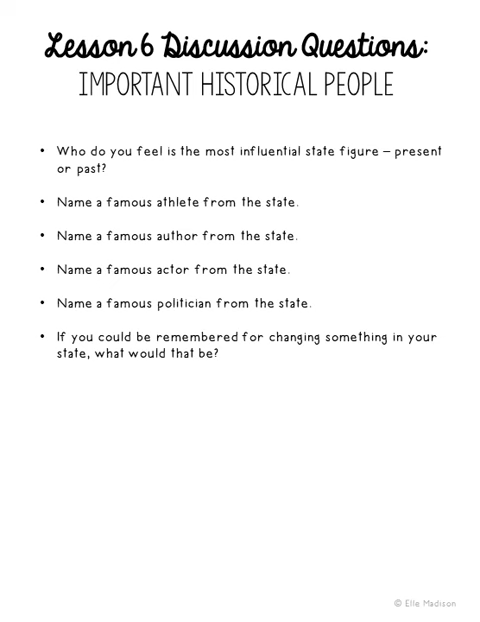 Lesson 6 Discussion Questions:
IMPORTANT HISTORICAL PEOPLE
• Who do you feel is the most influential state figure – present
or past?
• Name a famous athlete from the state.
• Name a famous author from the state.
• Name a famous actor from the state.
• Name a famous politician from the state.
• If you could be remembered for changing something in your
state, what would that be?
© Elle Madison